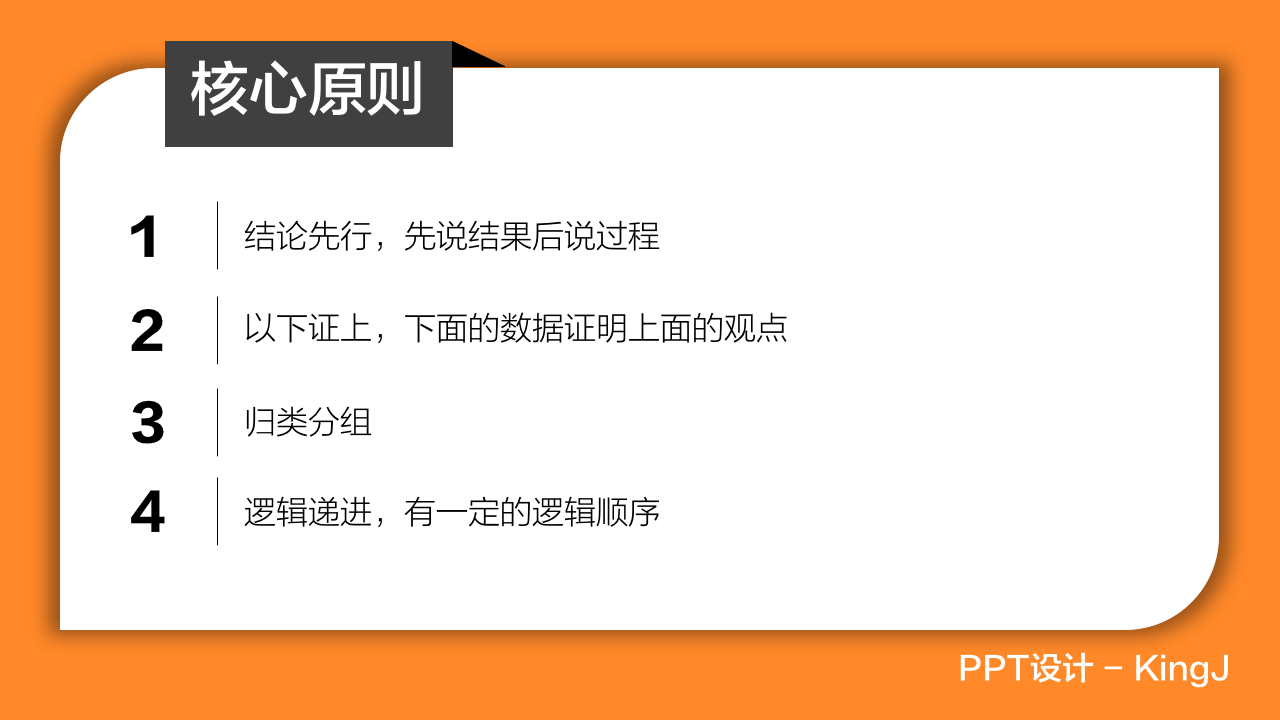 核心原则
1 结论先行，先说结果后说过程
2 以下证上，下面的数据证明上面的观点
3 归类分组
4 逻辑递进，有一定的逻辑顺序
PPT设计 – KingJ